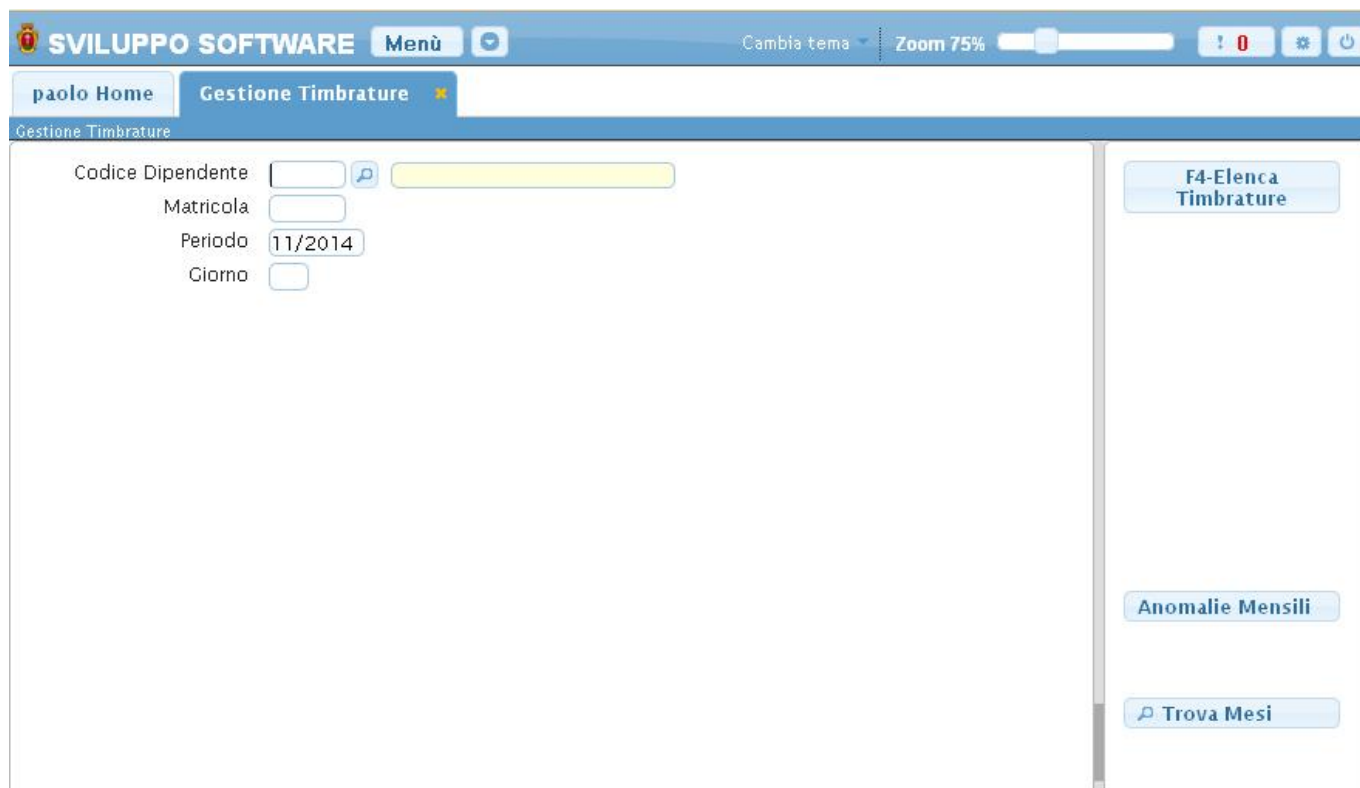 SVILUPPO SOFTWARE Menù Cambia tema Zoom 75% ! 0
paolo Home Gestione Timbrature
Gestione Timbrature
Codice Dipendente
Matricola
Periodo 11/2014
Giorno
F4-Elenca
Timbrature
Anomalie Mensili
Trova Mesi